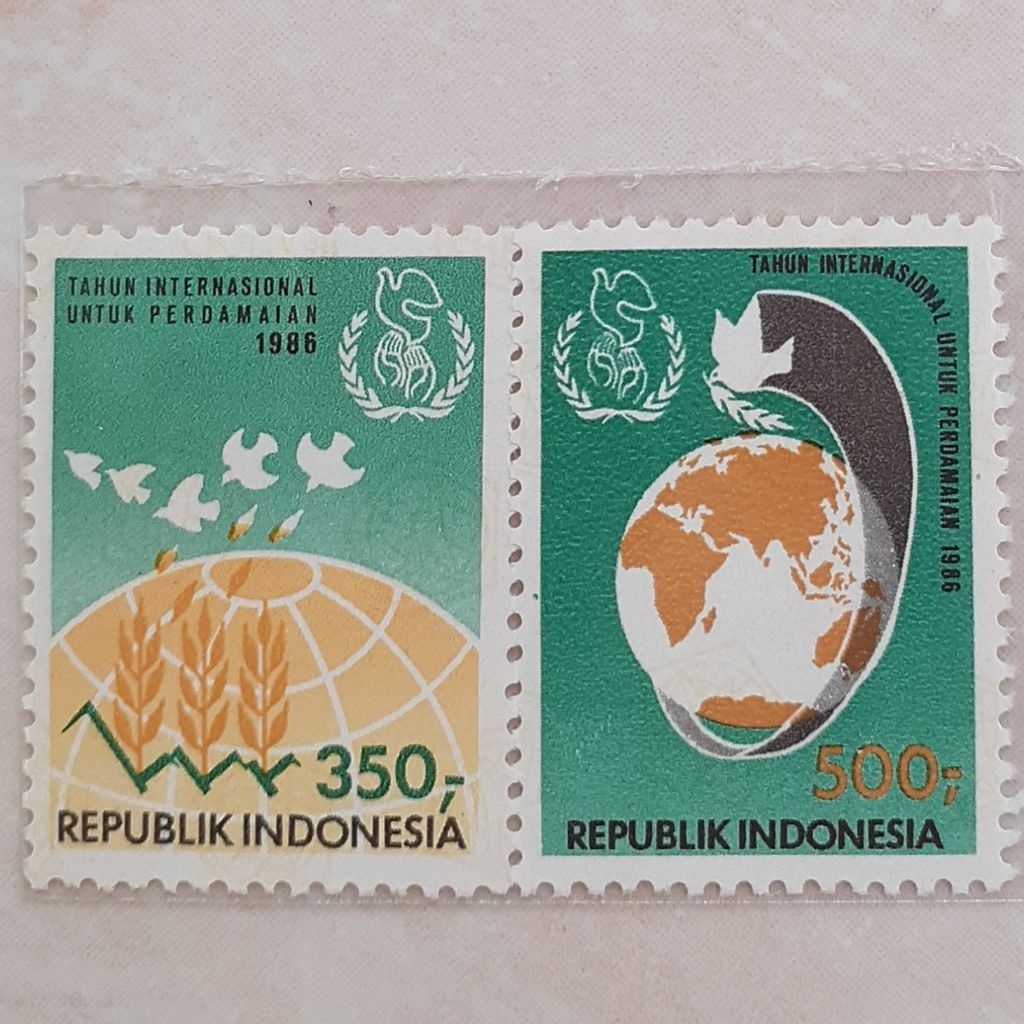 TAHUN INTERNASIONAL
UNTUK PERDAMAIAN
1986
350,-
REPUBLIK INDONESIA
TAHUN INTERNASIONAL UNTUK PERDAMAIAN 1986
500,-
REPUBLIK INDONESIA